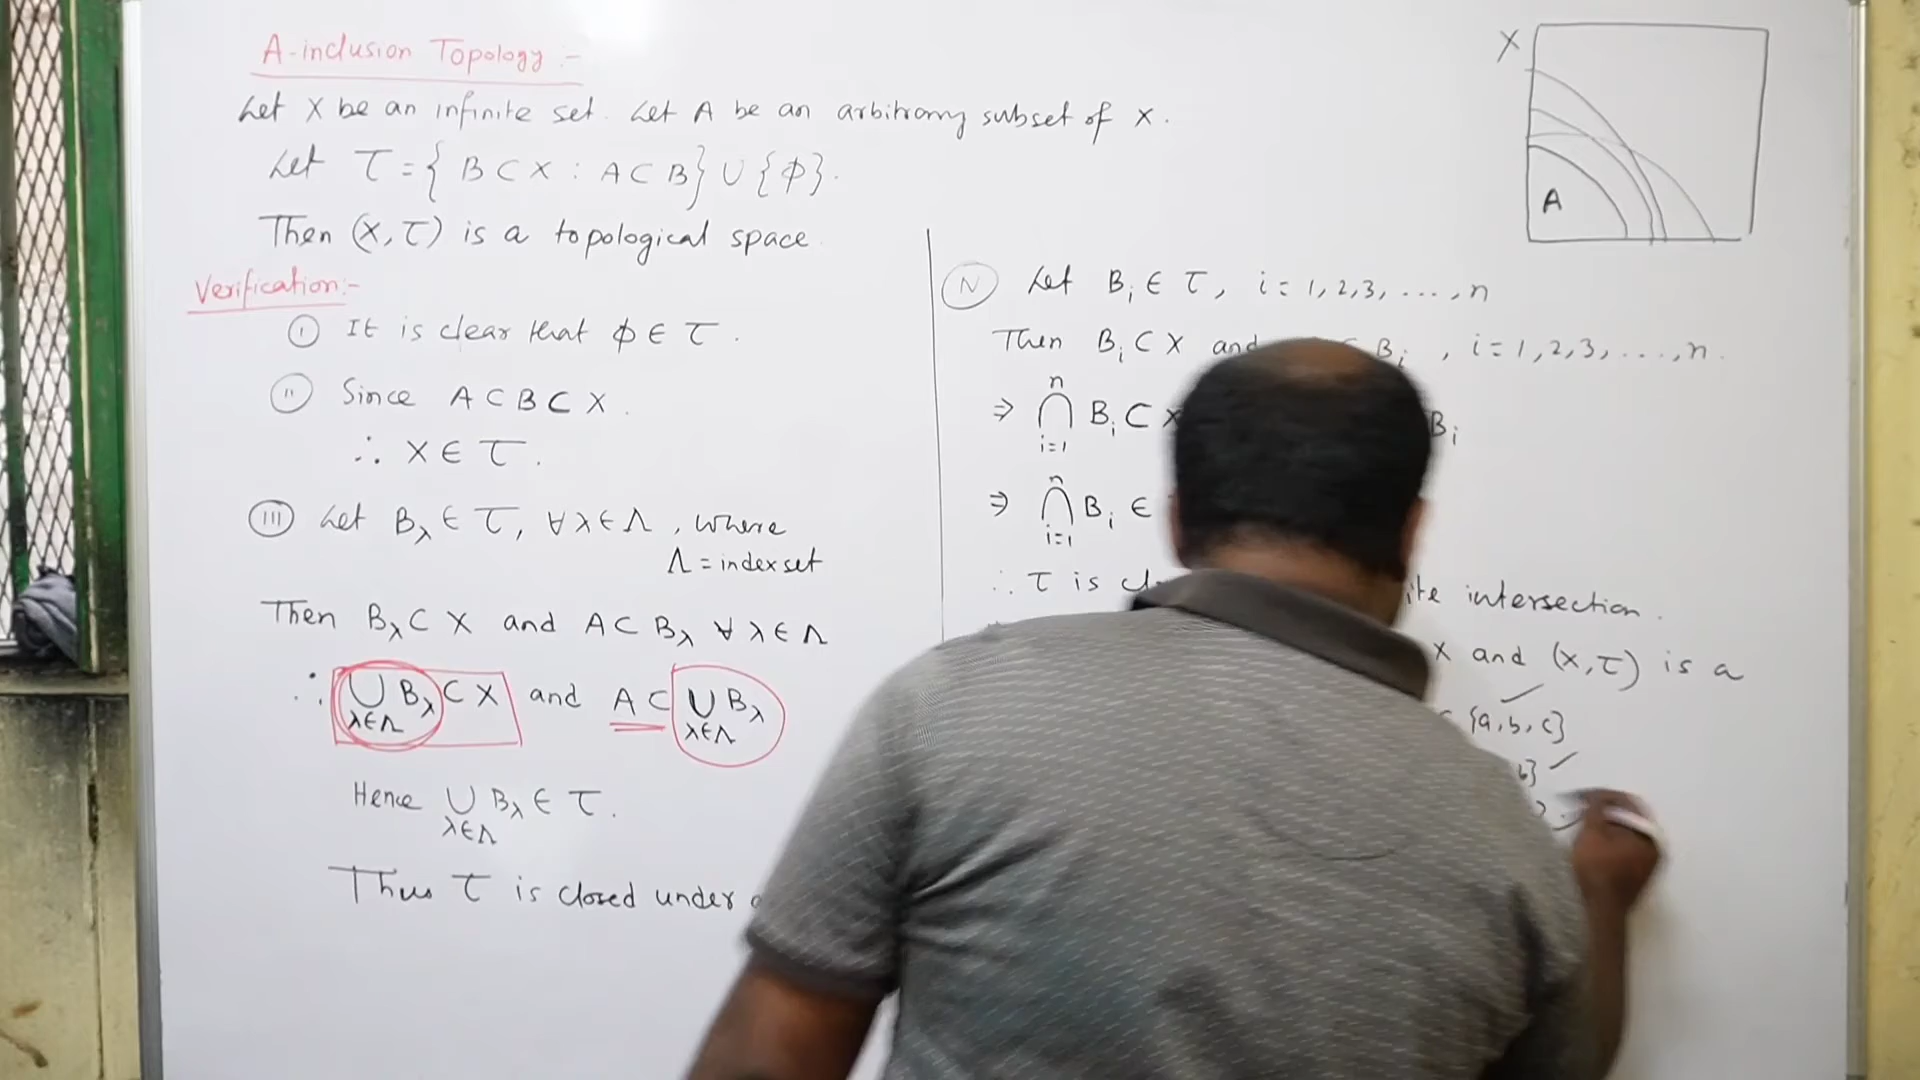 A-inclusion Topology :-
Let X be an infinite set. Let A be an arbitrary subset of X.
Let τ = { B ⊂ X : A ⊂ B } ∪ {ϕ}.
Then (X, τ) is a topological space.
Verification:-
(I) It is clear that ϕ ∈ τ.
(II) Since A ⊂ B ⊂ X.
∴ X ∈ τ.
(III) Let B_λ ∈ τ, ∀ λ ∈ Λ, where
Λ = index set
Then B_λ ⊂ X and A ⊂ B_λ ∀ λ ∈ Λ
∴ ∪_{λ∈Λ} B_λ ⊂ X and A ⊂ ∪_{λ∈Λ} B_λ
Hence ∪_{λ∈Λ} B_λ ∈ τ.
Thus τ is closed under
X
A
(IV) Let B_i ∈ τ, i = 1, 2, 3, ..., n
Then B_i ⊂ X and B_i, i = 1, 2, 3, ..., n.
⇒ ∩_{i=1}^{n} B_i ⊂ X B_i
⇒ ∩_{i=1}^{n} B_i ∈
∴ τ is intersection.
X and (X, τ) is a
{a, b, c}